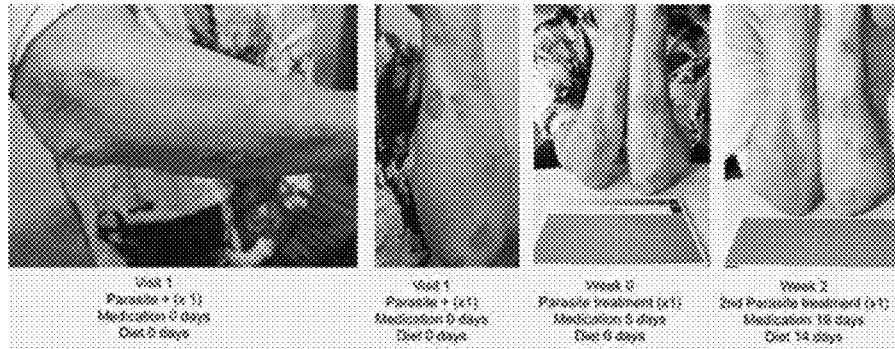 Visit 1
Parasite + (x 1)
Medication 0 days
Diet 0 days
Visit 1
Parasite + (x1)
Medication 0 days
Diet 0 days
Week 0
Parasite treatment (x1)
Medication days
Diet 0 days
Week 2
2nd Parasite treatment (x1)
Medication days
Diet 14 days